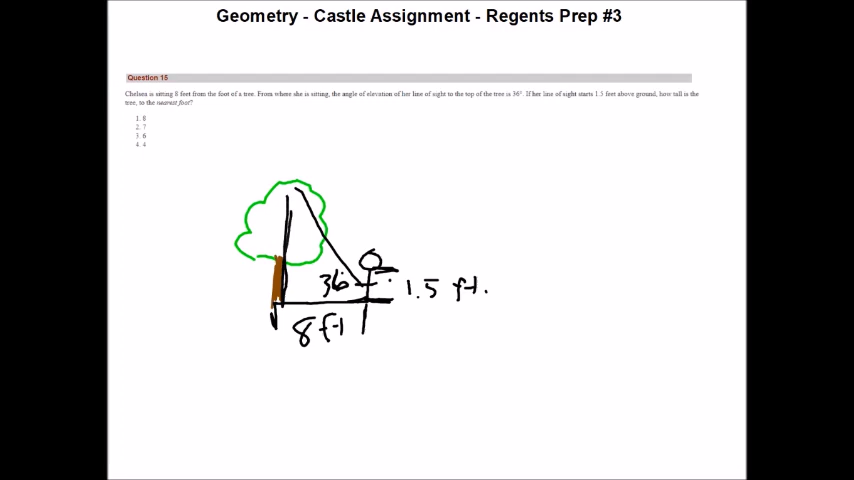 Geometry - Castle Assignment - Regents Prep #3
Question 15
Chelsea is sitting 8 feet from the foot of a tree. From where she is sitting, the angle of elevation of her line of sight to the top of the tree is 36°. If her line of sight starts 1.5 feet above ground, how tall is the
tree, to the nearest foot?
1. 8
2. 7
3. 6
4. 4
36°
1.5 ft.
8 ft